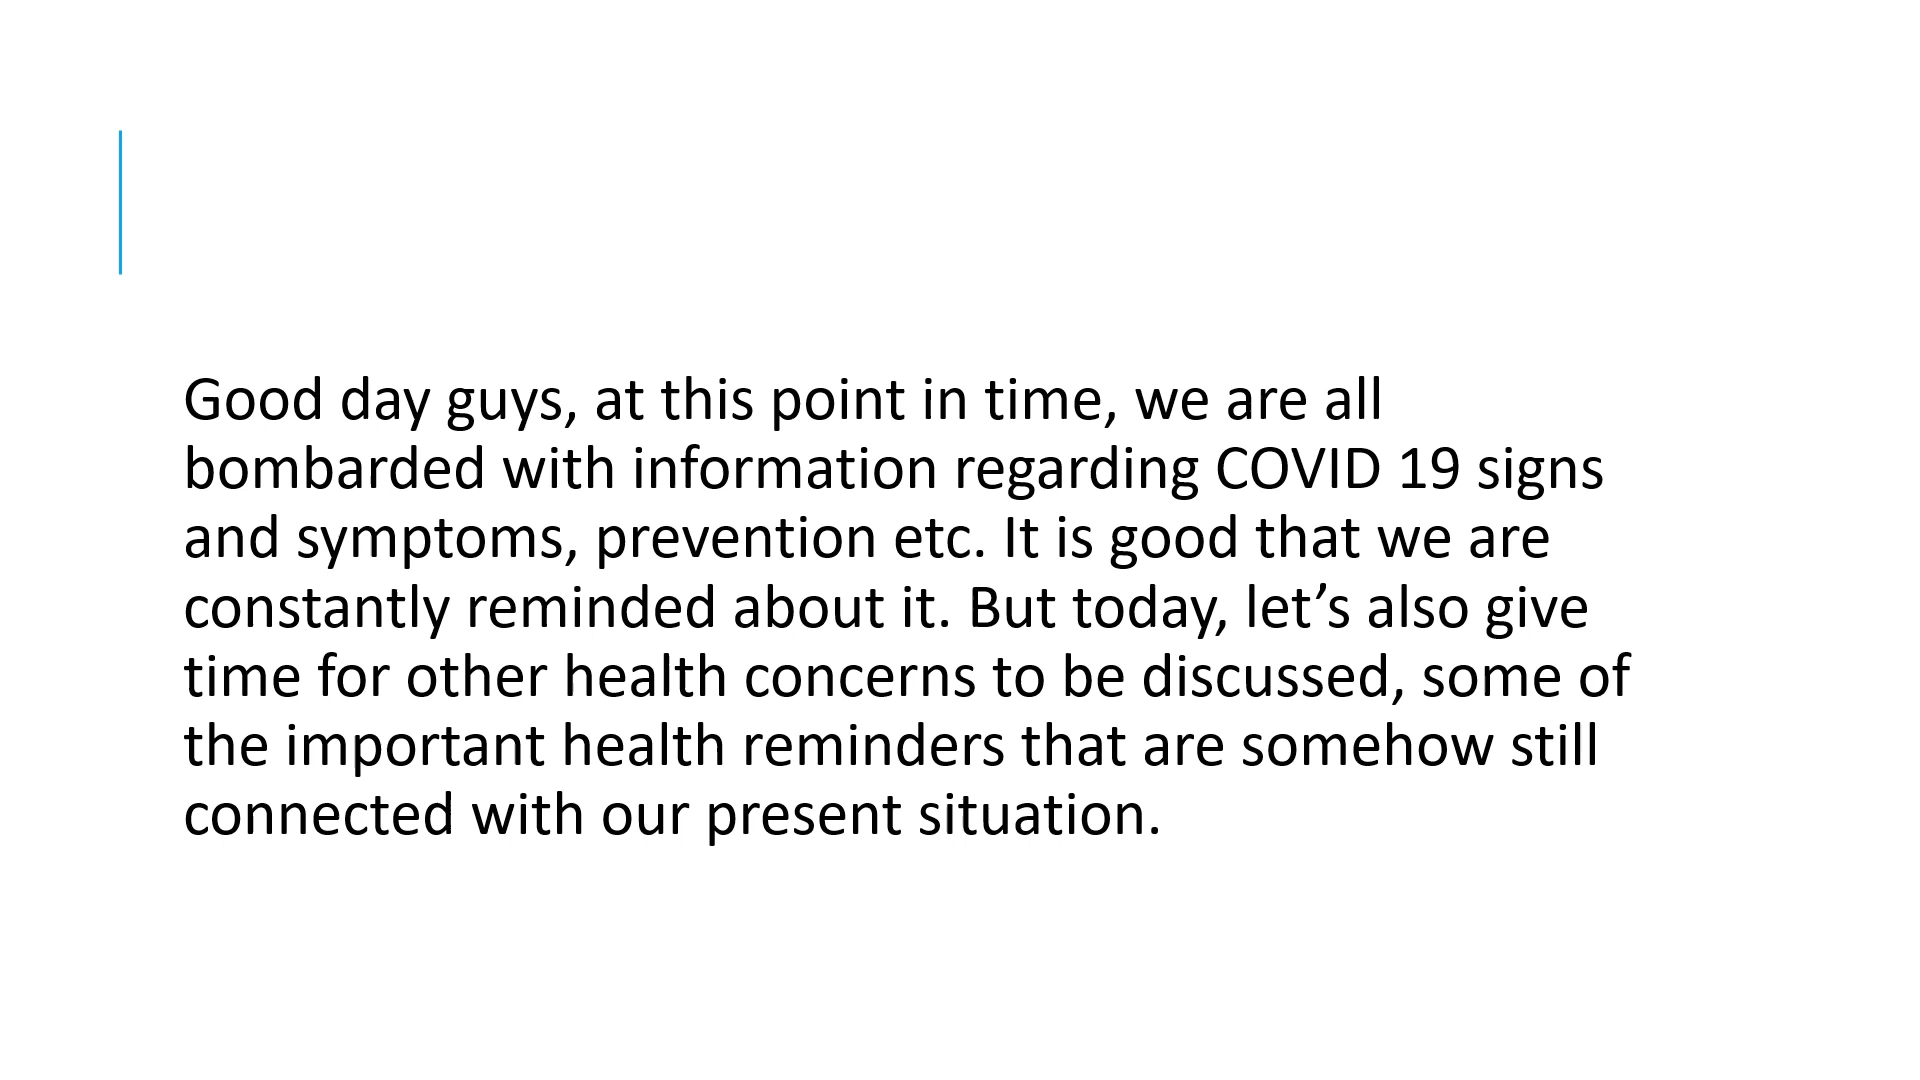 Good day guys, at this point in time, we are all
bombarded with information regarding COVID 19 signs
and symptoms, prevention etc. It is good that we are
constantly reminded about it. But today, let’s also give
time for other health concerns to be discussed, some of
the important health reminders that are somehow still
connected with our present situation.